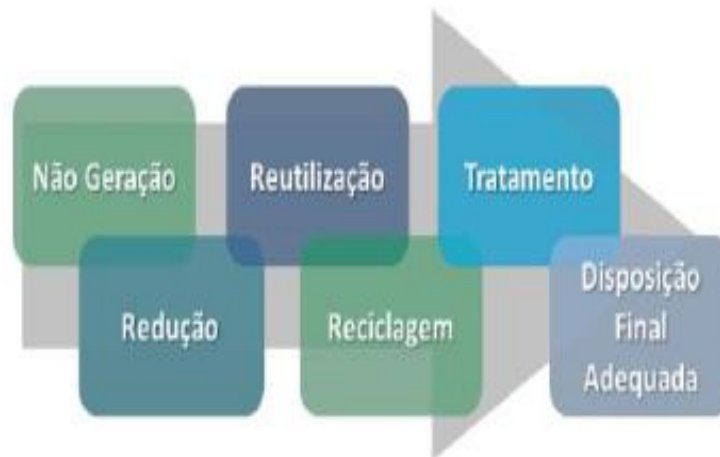 Não Geração
Redução
Reutilização
Reciclagem
Tratamento
Disposição
Final
Adequada